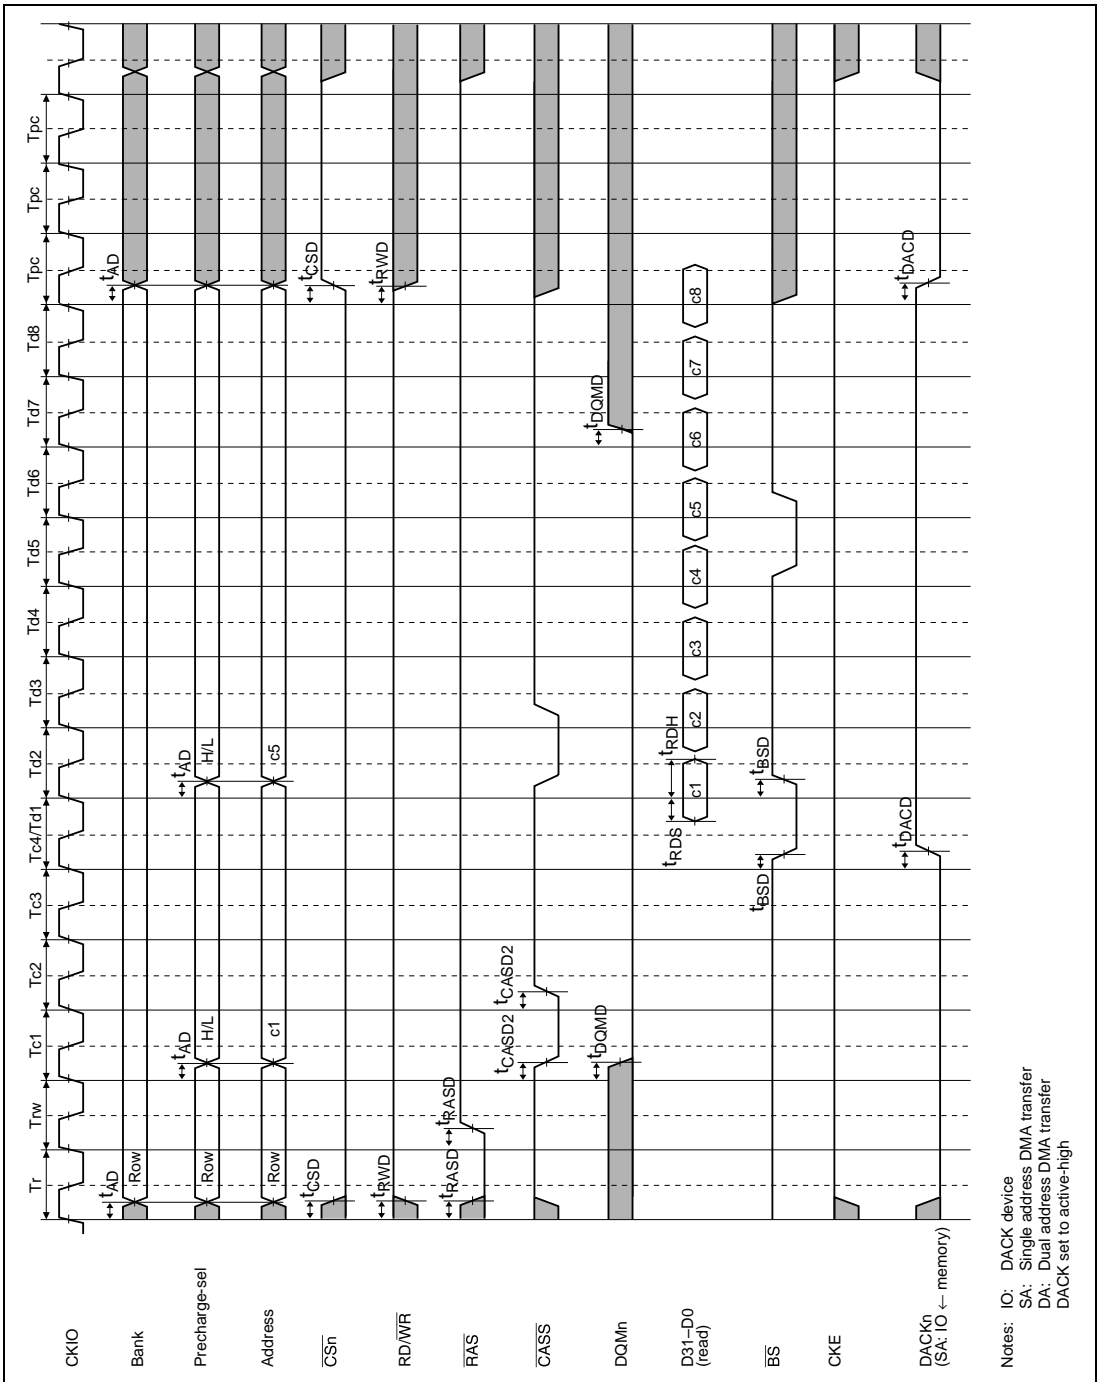 Tr Trw Tc1 Tc2 Tc3 Tc4/Td1 Td2 Td3 Td4 Td5 Td6 Td7 Td8 Tpc Tpc Tpc
CKIO
tAD tAD
Bank Row
tAD tAD
Precharge-sel Row H/L H/L
Address Row c1 c5
tCSD tCSD
CSn
tRWD tRWD
RD/WR
tRASD tRASD
RAS
tCASD2 tCASD2
CASS
tDQMD tDQMD
DQMn
tRDS tRDH
D31–D0
(read)
c1 c2 c3 c4 c5 c6 c7 c8
tBSD tBSD
BS
CKE
tDACD tDACD
DACKn
(SA: IO ← memory)
Notes: IO: DACK device
SA: Single address DMA transfer
DA: Dual address DMA transfer
DACK set to active-high